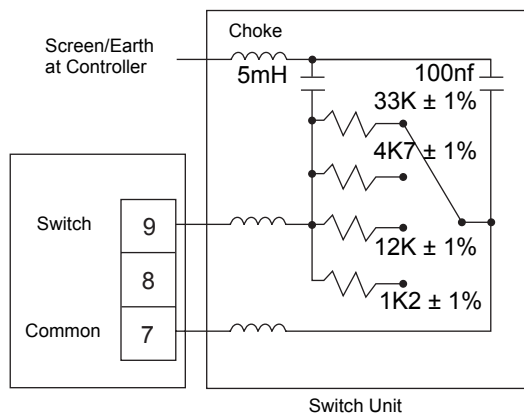 Screen/Earth
at Controller
Choke
5mH
100nf
33K ± 1%
4K7 ± 1%
Switch
9
12K ± 1%
8
1K2 ± 1%
Common
7
Switch Unit